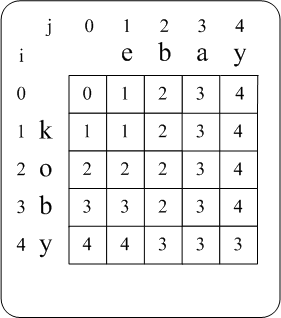 j 0 1 2 3 4
i e b a y
0 0 1 2 3 4
1 k 1 1 2 3 4
2 o 2 2 2 3 4
3 b 3 3 2 3 4
4 y 4 4 3 3 3